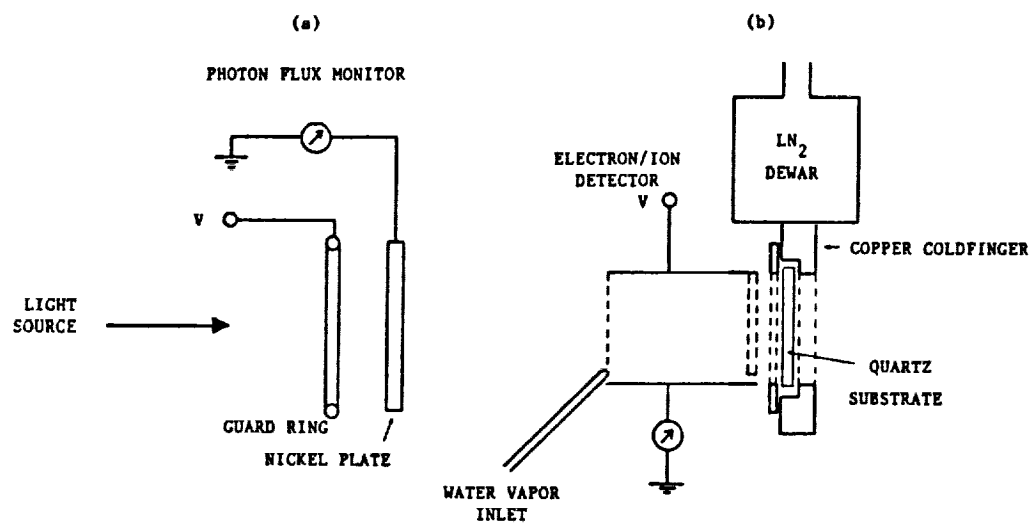 (a)
PHOTON FLUX MONITOR
V
LIGHT
SOURCE
GUARD RING
NICKEL PLATE
(b)
LN2
DEWAR
ELECTRON/ION
DETECTOR
V
COPPER COLDFINGER
QUARTZ
SUBSTRATE
WATER VAPOR
INLET